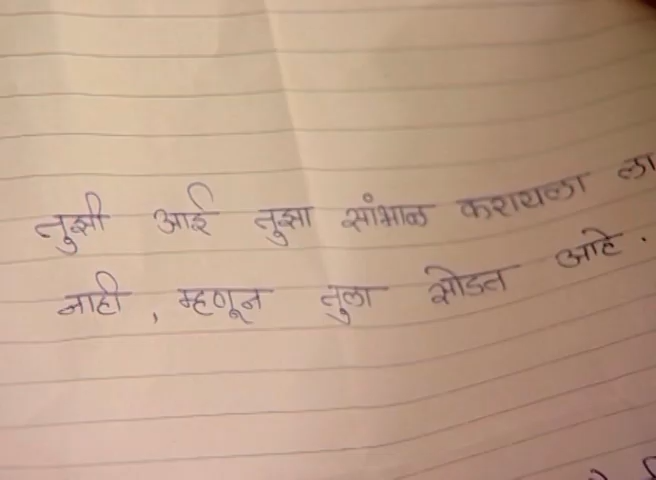 तुझी आई तुझा सांभाळ करायला ला
नाही, म्हणून तुला सोडत आहे.